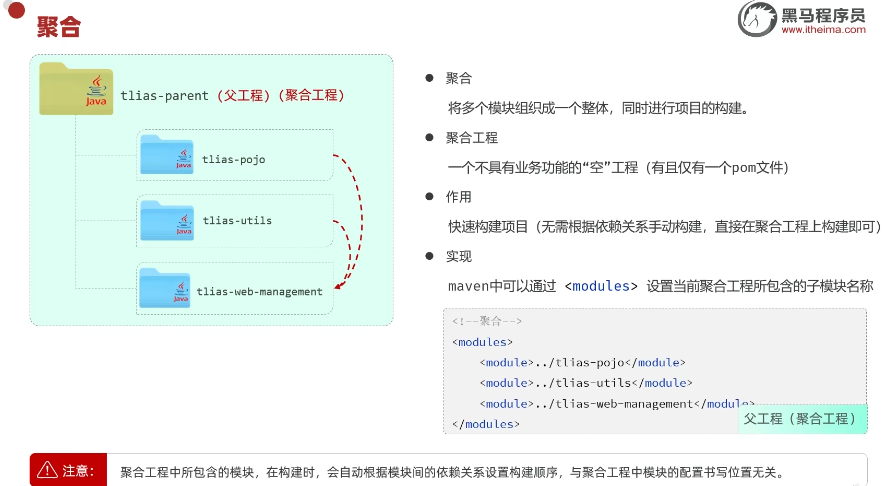 聚合
黑马程序员
www.itheima.com
Java
tlias-parent（父工程）（聚合工程）
Java
tlias-pojo
Java
tlias-utils
Java
tlias-web-management
聚合
将多个模块组织成一个整体，同时进行项目的构建。
聚合工程
一个不具有业务功能的“空”工程（有且仅有一个pom文件）
作用
快速构建项目（无需根据依赖关系手动构建，直接在聚合工程上构建即可）
实现
maven中可以通过 <modules> 设置当前聚合工程所包含的子模块名称
<!--聚合-->
<modules>
<module>../tlias-pojo</module>
<module>../tlias-utils</module>
<module>../tlias-web-management</module>
</modules>
父工程（聚合工程）
注意：
聚合工程中所包含的模块，在构建时，会自动根据模块间的依赖关系设置构建顺序，与聚合工程中模块的配置书写位置无关。